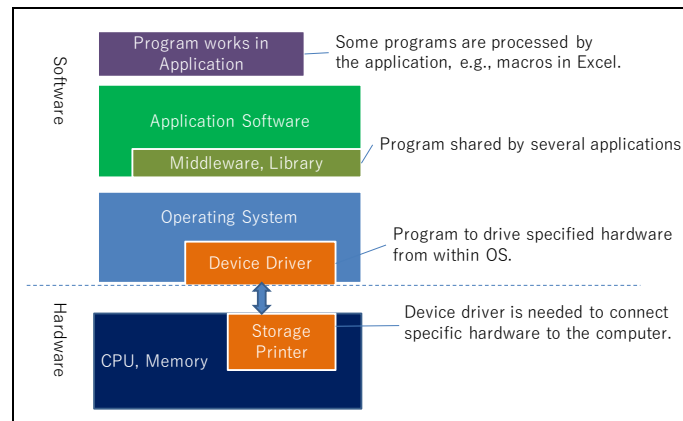 Software
Program works in
Application
Some programs are processed by
the application, e.g., macros in Excel.
Application Software
Middleware, Library
Program shared by several applications
Operating System
Device Driver
Program to drive specified hardware
from within OS.
Hardware
CPU, Memory
Storage
Printer
Device driver is needed to connect
specific hardware to the computer.